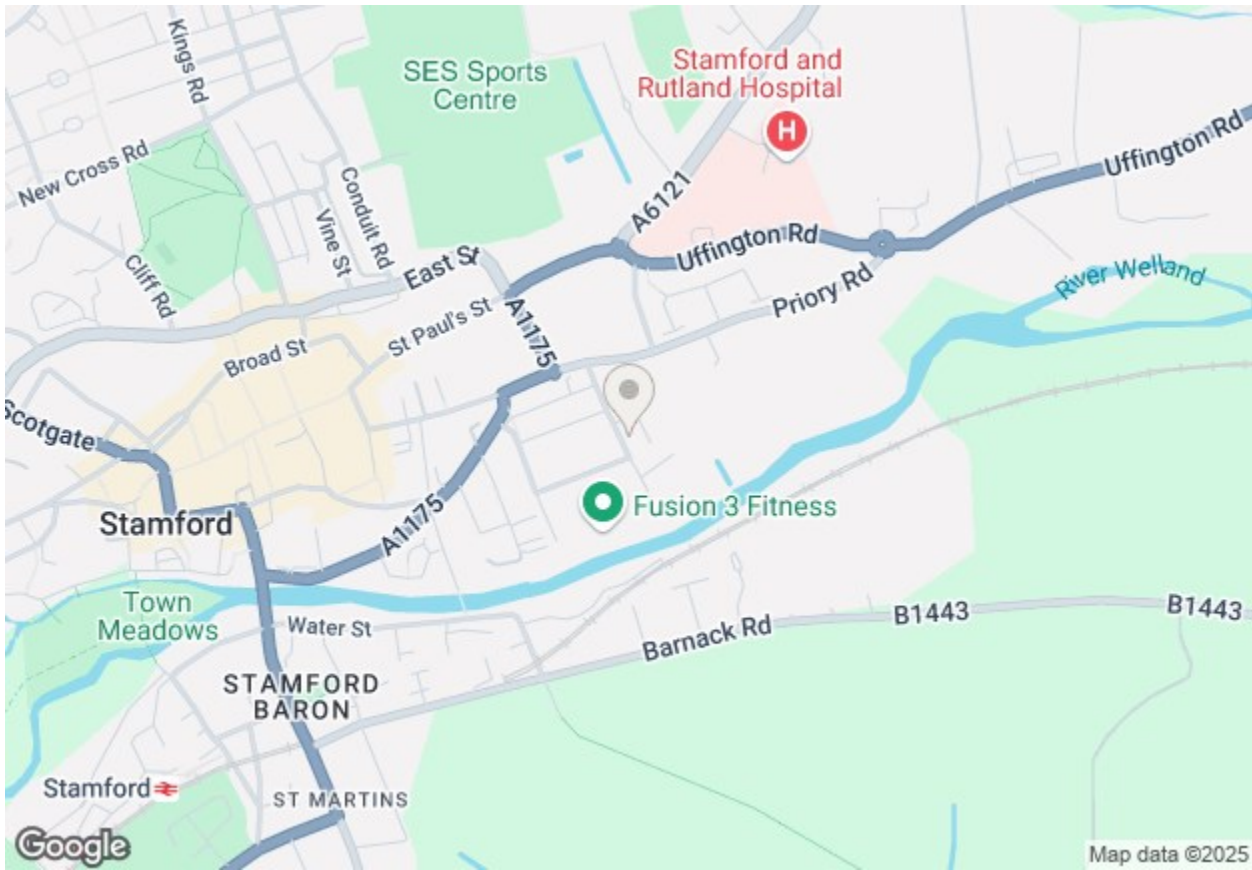 Kings Rd
SES Sports
Centre
Stamford and
Rutland Hospital
H
Uffington Rd
New Cross Rd
Conduit Rd
Vine St
A6121
Uffington Rd
East St
Cliff Rd
River Welland
Priory Rd
St Paul's St
A1175
Broad St
Scotgate
Stamford
Fusion 3 Fitness
A1175
Town
Meadows
Water St
Barnack Rd
B1443
B1443
STAMFORD
BARON
Stamford
ST MARTINS
Google
Map data ©2025